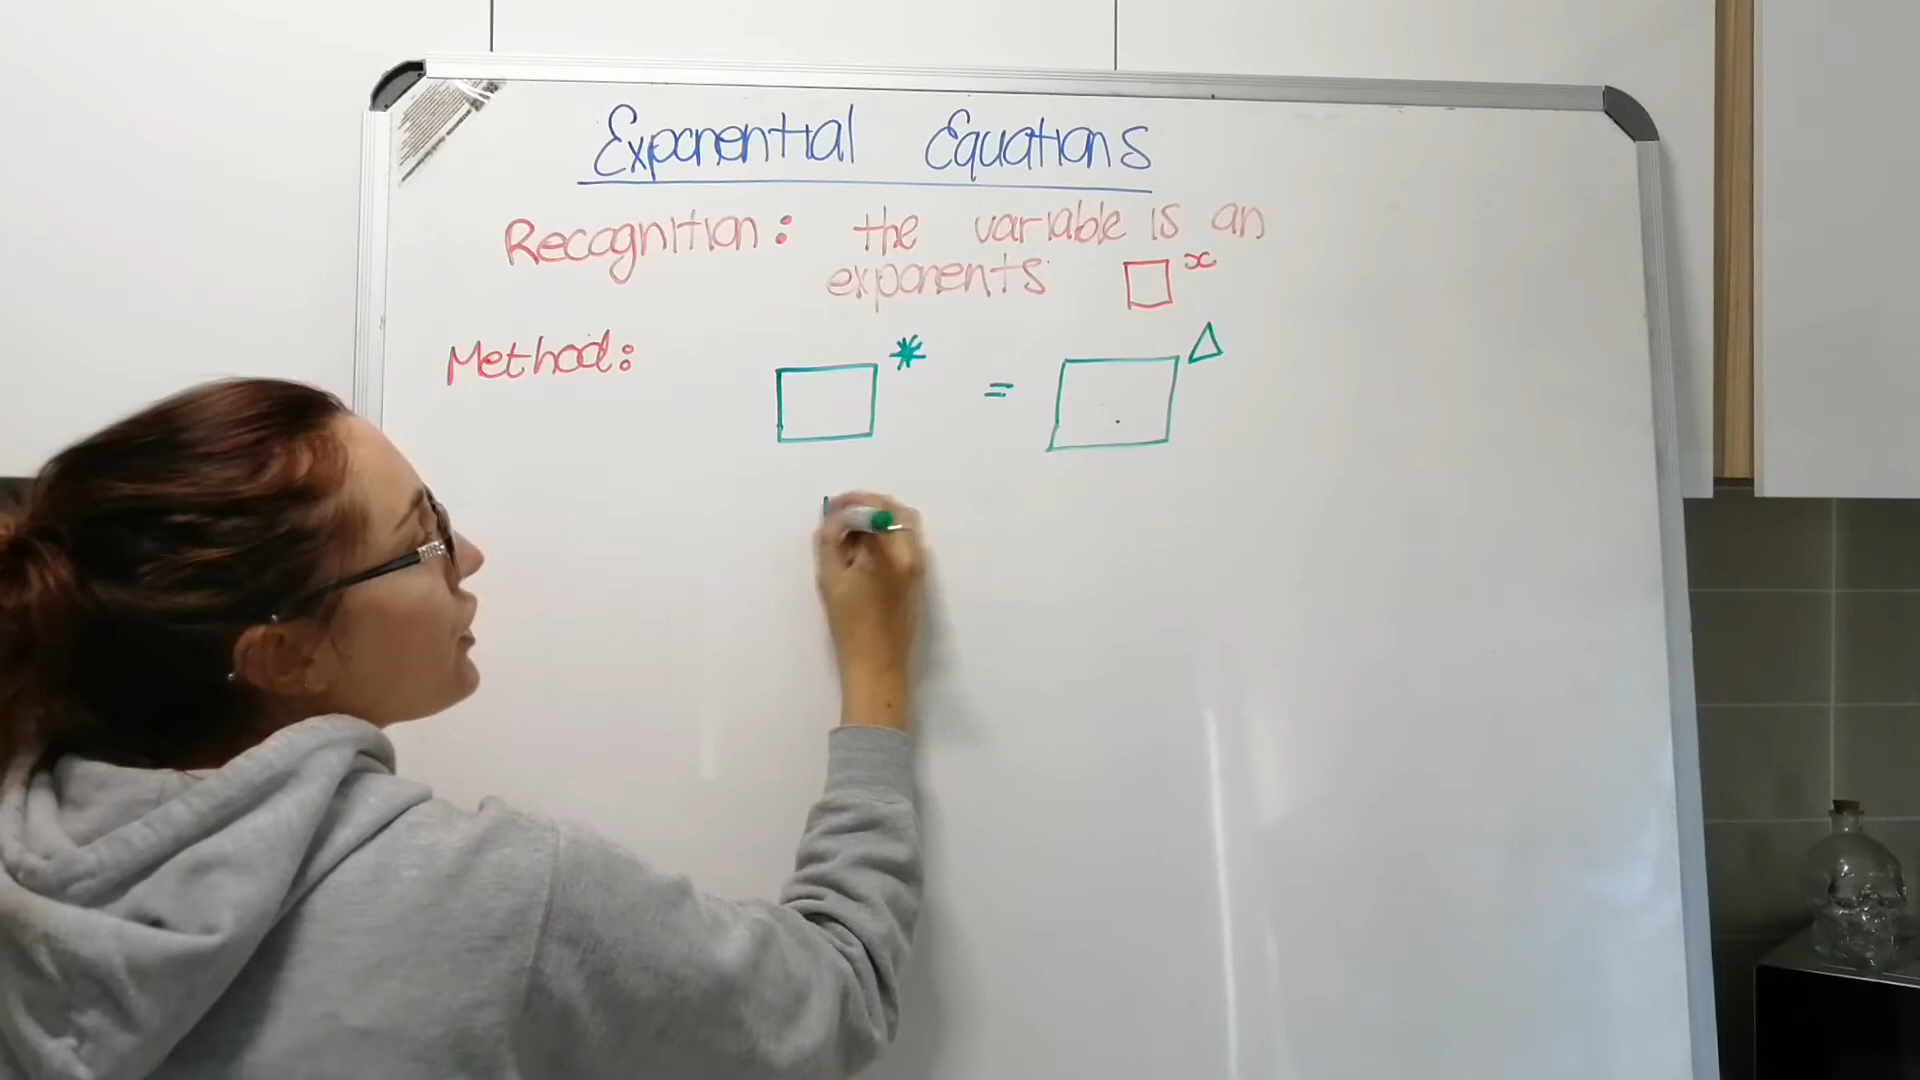 Exponential Equations
Recognition: the variable is an
exponents □ˣ
Method: □* = □△